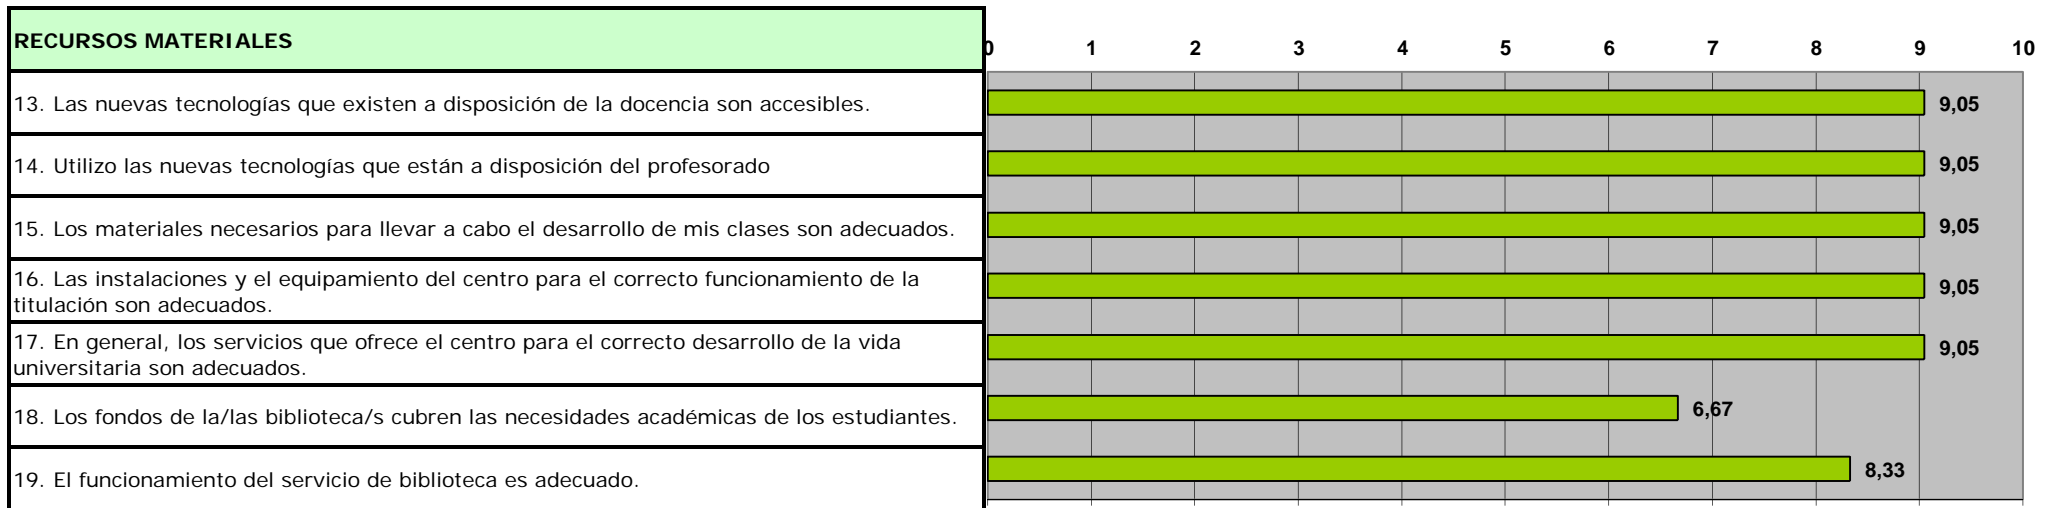 RECURSOS MATERIALES
0 1 2 3 4 5 6 7 8 9 10
13. Las nuevas tecnologías que existen a disposición de la docencia son accesibles.
9,05
14. Utilizo las nuevas tecnologías que están a disposición del profesorado
9,05
15. Los materiales necesarios para llevar a cabo el desarrollo de mis clases son adecuados.
9,05
16. Las instalaciones y el equipamiento del centro para el correcto funcionamiento de la
titulación son adecuados.
9,05
17. En general, los servicios que ofrece el centro para el correcto desarrollo de la vida
universitaria son adecuados.
9,05
18. Los fondos de la/las biblioteca/s cubren las necesidades académicas de los estudiantes.
6,67
19. El funcionamiento del servicio de biblioteca es adecuado.
8,33